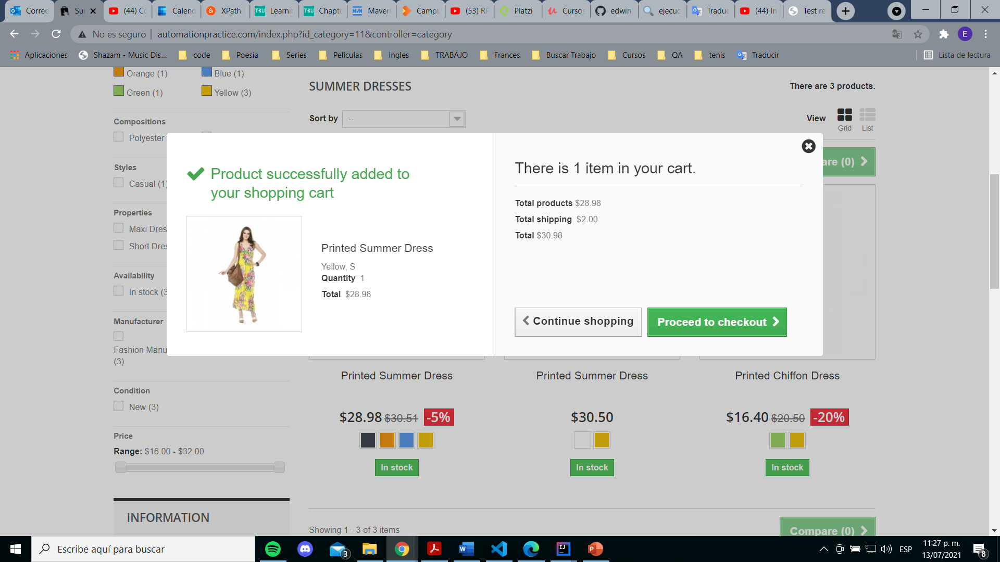 Correo
Sur
(44) Co
Calend
XPath
Learnin
Chapte
Maven
Campu
(53) RF
Platzi
Cursos
edwin
ejecuc
Traduc
(44) In
Test re
No es seguro
automationpractice.com/index.php?id_category=11&controller=category
E
Aplicaciones
Shazam - Music Dis...
code
Poesia
Series
Peliculas
Ingles
TRABAJO
Frances
Buscar Trabajo
Cursos
QA
tenis
Traducir
Lista de lectura
Orange (1)
Blue (1)
Green (1)
Yellow (3)
Compositions
Polyester
Styles
Casual (1)
Properties
Maxi Dres
Short Dres
Availability
In stock (3
Manufacturer
Fashion Manu
(3)
Condition
New (3)
Price
Range: $16.00 - $32.00
INFORMATION
SUMMER DRESSES
There are 3 products.
Sort by
--
View
Grid
List
are (0)
Product successfully added to
your shopping cart
Printed Summer Dress
Yellow, S
Quantity 1
Total $28.98
There is 1 item in your cart.
Total products $28.98
Total shipping $2.00
Total $30.98
Continue shopping
Proceed to checkout
Printed Summer Dress
$28.98 $30.51 -5%
In stock
Printed Summer Dress
$30.50
In stock
Printed Chiffon Dress
$16.40 $20.50 -20%
In stock
Showing 1 - 3 of 3 items
Compare (0)
Escribe aquí para buscar
3
ESP
11:27 p. m.
13/07/2021
8